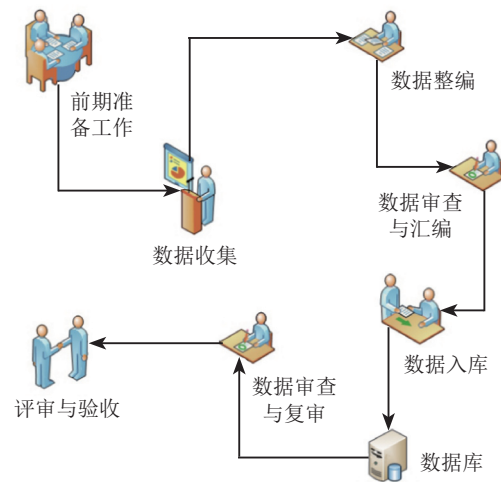 前期准
备工作
数据整编
数据审查
与汇编
数据收集
数据入库
数据审查
与复审
评审与验收
数据库